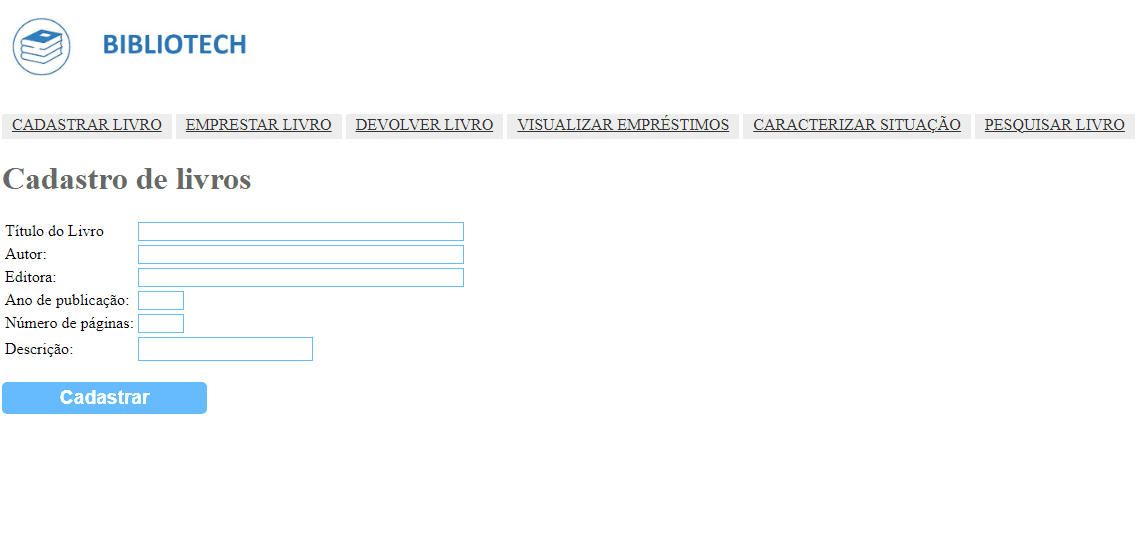 BIBLIOTECH
CADASTRAR LIVRO EMPRESTAR LIVRO DEVOLVER LIVRO VISUALIZAR EMPRÉSTIMOS CARACTERIZAR SITUAÇÃO PESQUISAR LIVRO
Cadastro de livros
Título do Livro
Autor:
Editora:
Ano de publicação:
Número de páginas:
Descrição:
Cadastrar